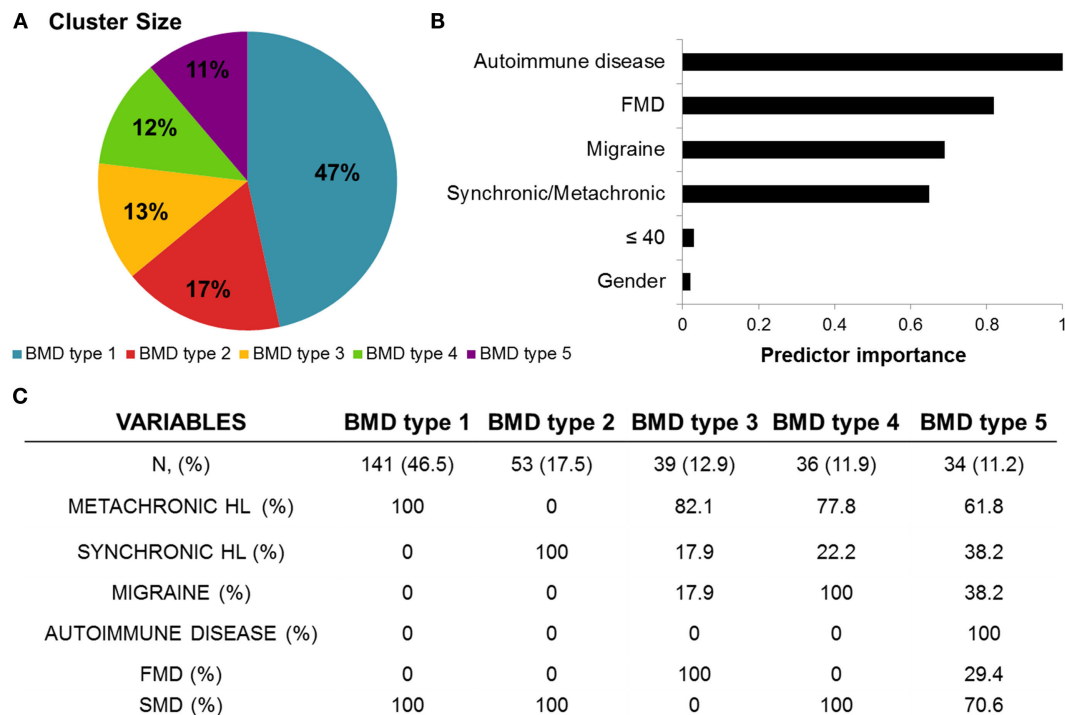 A Cluster Size
11%
12%
47%
13%
17%
BMD type 1 BMD type 2 BMD type 3 BMD type 4 BMD type 5
B
Autoimmune disease
FMD
Migraine
Synchronic/Metachronic
≤ 40
Gender
0 0.2 0.4 0.6 0.8 1
Predictor importance
C
VARIABLES BMD type 1 BMD type 2 BMD type 3 BMD type 4 BMD type 5
N, (%) 141 (46.5) 53 (17.5) 39 (12.9) 36 (11.9) 34 (11.2)
METACHRONIC HL (%) 100 0 82.1 77.8 61.8
SYNCHRONIC HL (%) 0 100 17.9 22.2 38.2
MIGRAINE (%) 0 0 17.9 100 38.2
AUTOIMMUNE DISEASE (%) 0 0 0 0 100
FMD (%) 0 0 100 0 29.4
SMD (%) 100 100 0 100 70.6